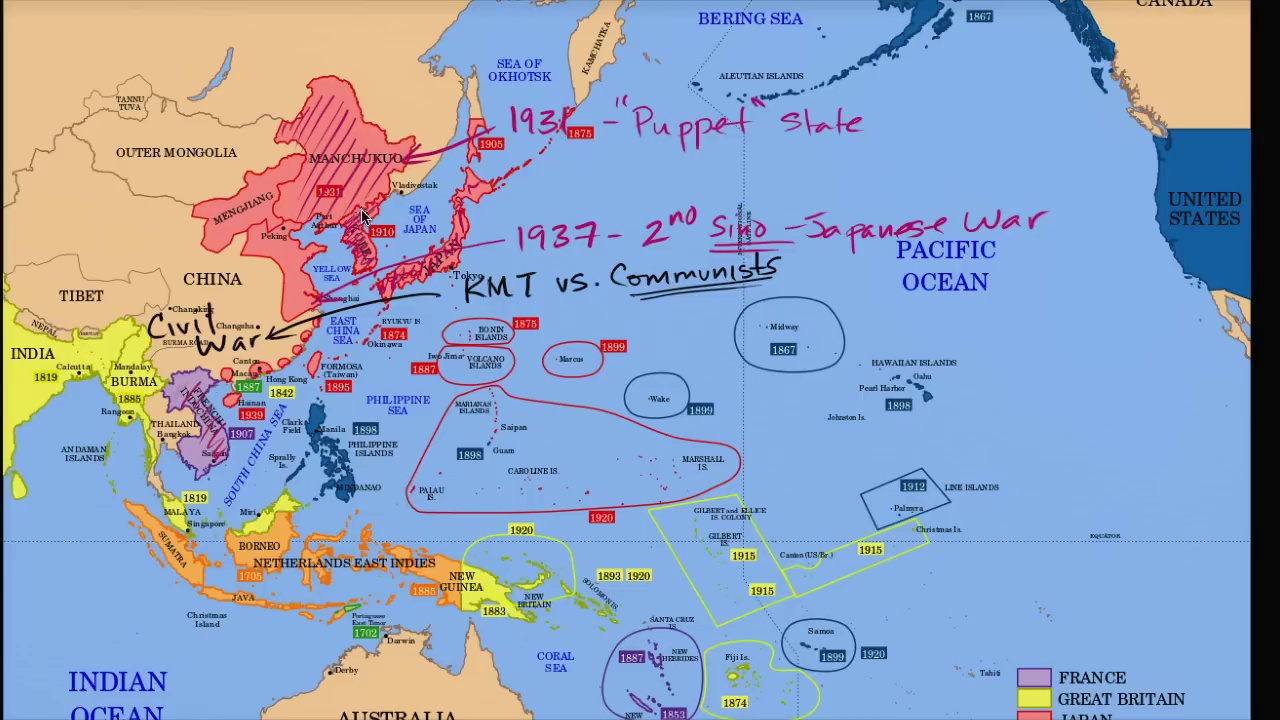 CANADA
BERING SEA
1867
SEA OF
OKHOTSK
KAMCHATKA
ALEUTIAN ISLANDS
TANNU
TUVA
1931 - "Puppet" State
1875
1905
OUTER MONGOLIA
MANCHUKUO
Vladivostak
1931
MENGJIANG
Port
Arthur
SEA
OF
JAPAN
UNITED
STATES
INTERNATIONAL
DATELINE
Peking
1910
KOREA
1937 - 2nd Sino - Japanese War
JAPAN
PACIFIC
OCEAN
YELLOW
SEA
Tokyo
KMT vs. Communists
CHINA
TIBET
Shanghai
Chungking
Civil
War
Changsha
BURMA ROAD
NEPAL
BHUTAN
EAST
CHINA
SEA
RYUKYU IS.
1874
Okinawa
BONIN
ISLANDS
1875
Midway
1867
INDIA
1819
Calcutta
Mandalay
BURMA
1885
Rangoon
Canton
Macau
1887
Hong Kong
1842
FORMOSA
(Taiwan)
1895
Iwo Jima
VOLCANO
ISLANDS
1887
Marcus
1899
HAWAIIAN ISLANDS
Oahu
Pearl Harbor
1898
Johnston Is.
Hainan
1939
FRENCH
INDOCHINA
1907
THAILAND
Bangkok
Saigon
SOUTH CHINA SEA
PHILIPPINE
SEA
MARIANAS
ISLANDS
Wake
1899
Clark
Field
Manila
1898
PHILIPPINE
ISLANDS
Saipan
1898
Guam
ANDAMAN
ISLANDS
Sprally
Is.
MINDANAO
CAROLINE IS.
MARSHALL
IS.
PALAU
IS.
1920
1819
MALAYA
Singapore
Miri
1912
LINE ISLANDS
Palmyra
Christmas Is.
GILBERT and ELLICE
IS. COLONY
GILBERT
IS.
1915
Canton (US/Br.)
1915
EQUATOR
1920
SUMATRA
BORNEO
1705
NETHERLANDS EAST INDIES
1885
NEW
GUINEA
1883
NEW
BRITAIN
1893
1920
SOLOMON IS.
1915
JAVA
Christmas
Island
Portuguese
East Timor
1702
Darwin
Derby
SANTA CRUZ
IS.
Samoa
1899
1920
CORAL
SEA
1887
NEW
HEBRIDES
Fiji Is.
1874
Tahiti
INDIAN
OCEAN
AUSTRALIA
NEW
1853
FRANCE
GREAT BRITAIN
JAPAN